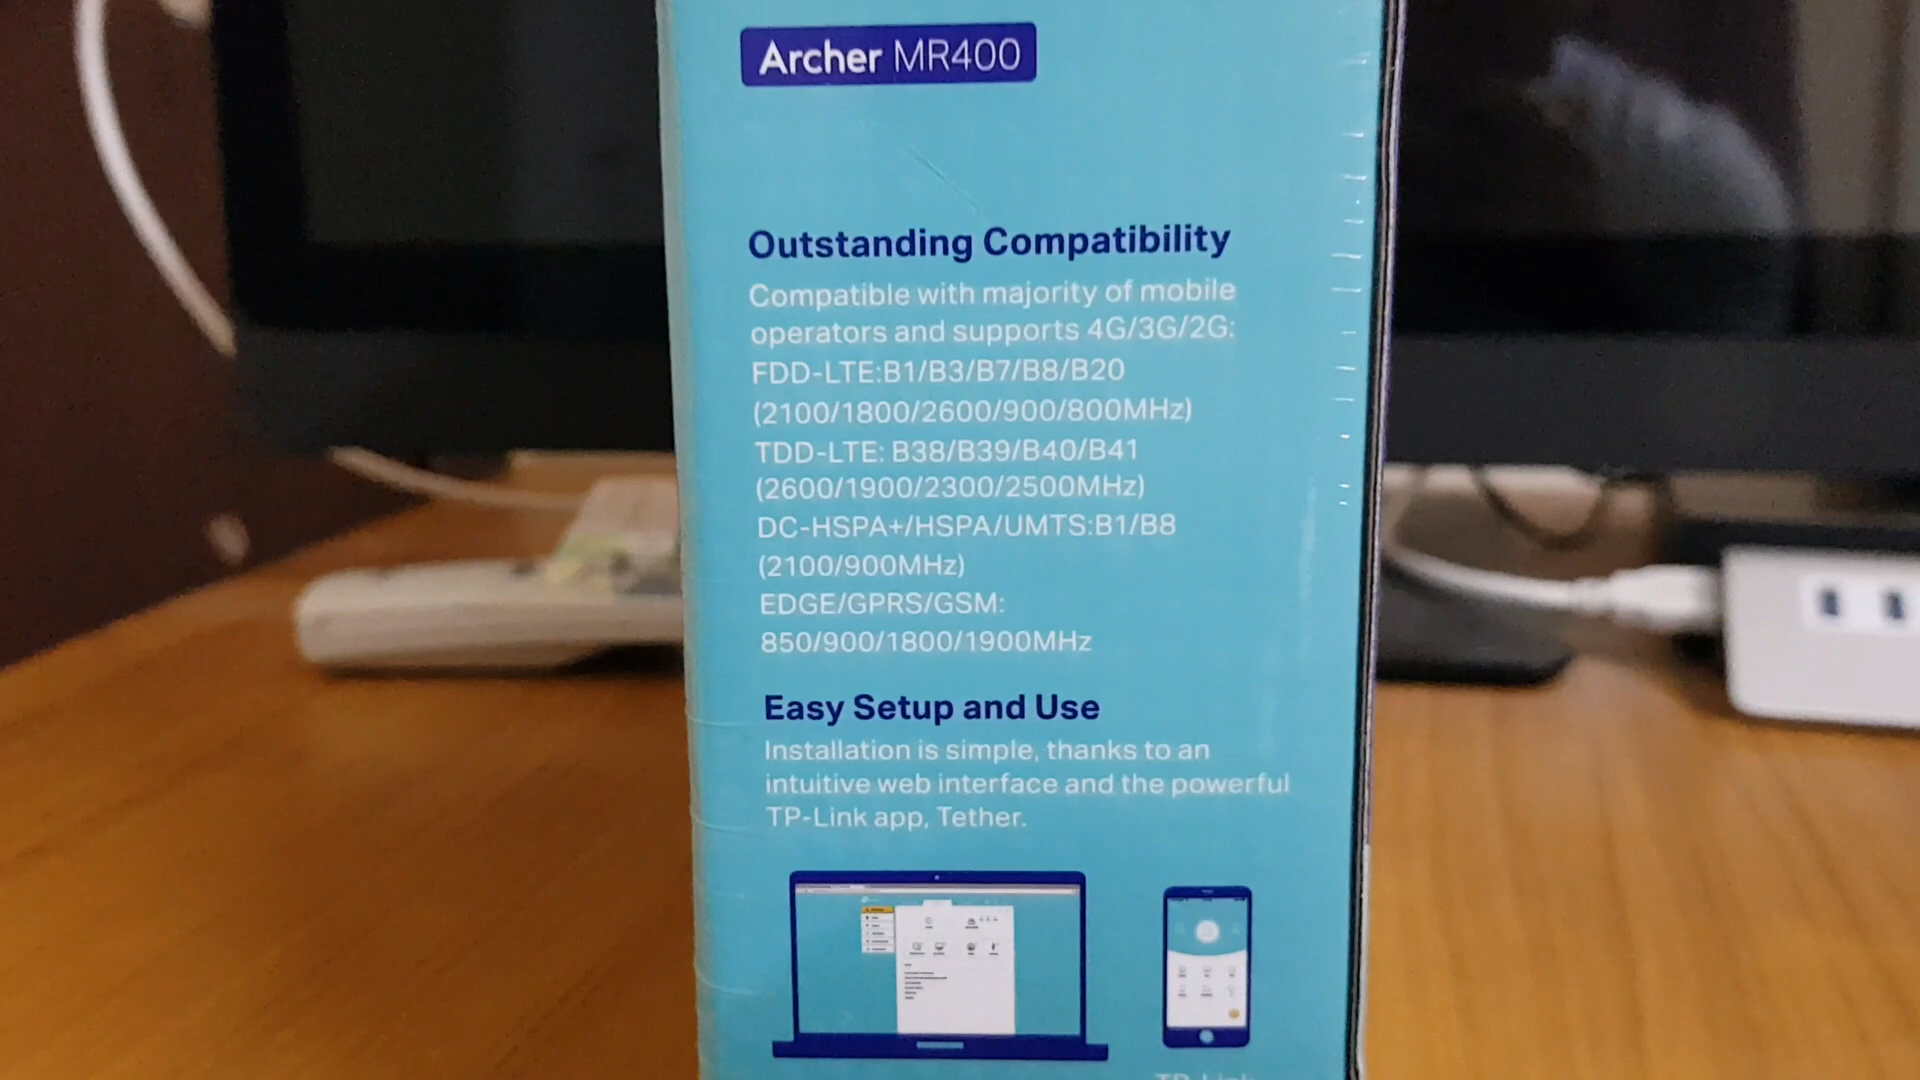 Archer MR400
Outstanding Compatibility
Compatible with majority of mobile
operators and supports 4G/3G/2G:
FDD-LTE:B1/B3/B7/B8/B20
(2100/1800/2600/900/800MHz)
TDD-LTE: B38/B39/B40/B41
(2600/1900/2300/2500MHz)
DC-HSPA+/HSPA/UMTS:B1/B8
(2100/900MHz)
EDGE/GPRS/GSM:
850/900/1800/1900MHz
Easy Setup and Use
Installation is simple, thanks to an
intuitive web interface and the powerful
TP-Link app, Tether.